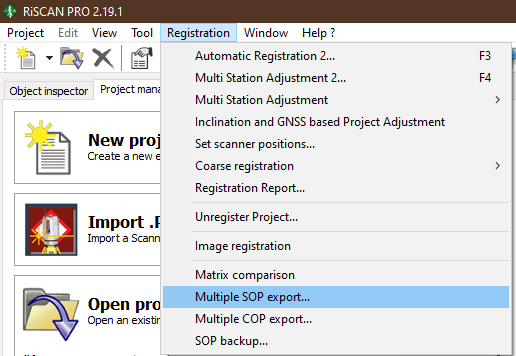 RiSCAN PRO 2.19.1
Project Edit View Tool Registration Window Help ?
Object inspector Project mana
New proj
Create a new e
Import .P
Import a Scann
Open pro
Open an existin
Automatic Registration 2... F3
Multi Station Adjustment 2... F4
Multi Station Adjustment
Inclination and GNSS based Project Adjustment
Set scanner positions...
Coarse registration
Registration Report...
Unregister Project...
Image registration
Matrix comparison
Multiple SOP export...
Multiple COP export...
SOP backup...